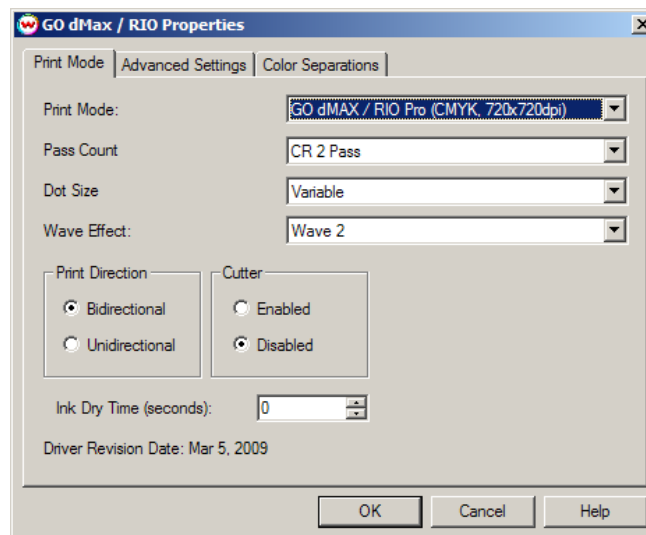 GO dMax / RIO Properties
Print Mode Advanced Settings Color Separations
Print Mode: GO dMAX / RIO Pro (CMYK, 720x720dpi)
Pass Count CR 2 Pass
Dot Size Variable
Wave Effect: Wave 2
Print Direction Cutter
Bidirectional Enabled
Unidirectional Disabled
Ink Dry Time (seconds): 0
Driver Revision Date: Mar 5, 2009
OK Cancel Help